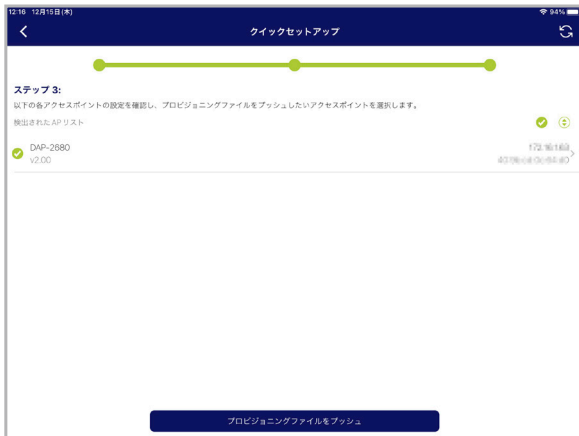 12:16 12月15日(木)
94%
クイックセットアップ
ステップ 3:
以下の各アクセスポイントの設定を確認し、プロビジョニングファイルをプッシュしたいアクセスポイントを選択します。
検出されたAPリスト
DAP-2680
v2.00
プロビジョニングファイルをプッシュ